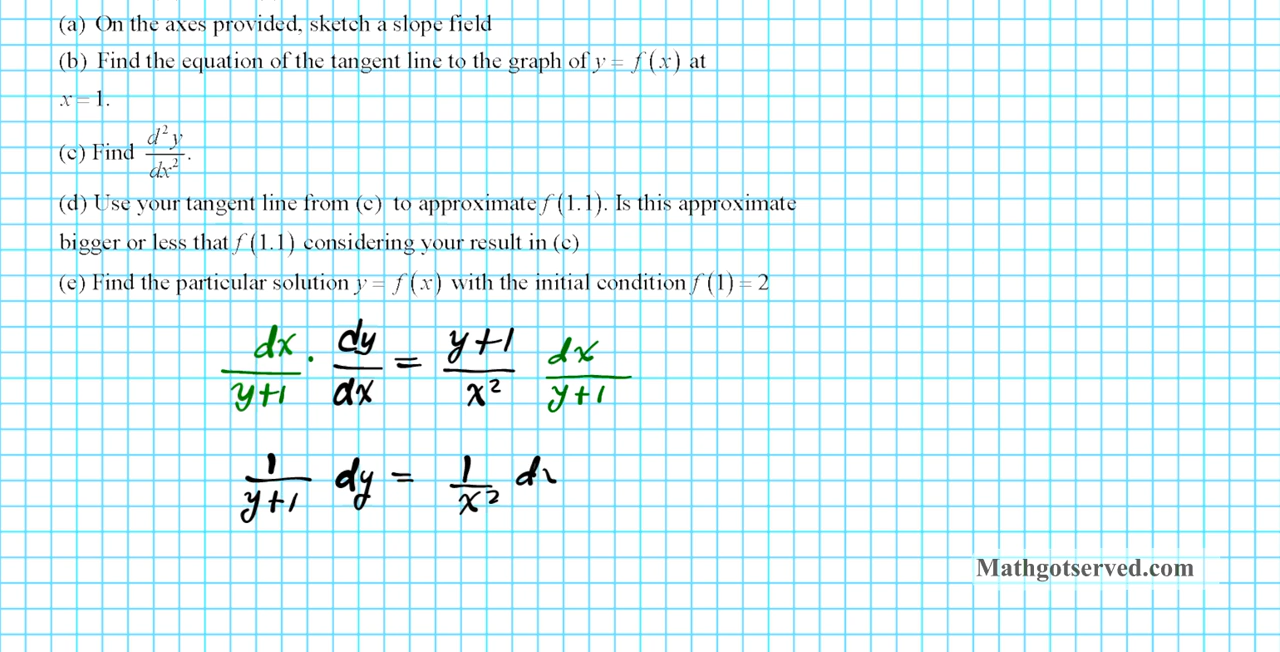 (a) On the axes provided, sketch a slope field
(b) Find the equation of the tangent line to the graph of y = f(x) at
x = 1.
(c) Find d²y/dx².
(d) Use your tangent line from (c) to approximate f(1.1). Is this approximate
bigger or less that f(1.1) considering your result in (c)
(e) Find the particular solution y = f(x) with the initial condition f(1) = 2
dx/(y+1) · dy/dx = (y+1)/x² dx/(y+1)
1/(y+1) dy = 1/x² dx
Mathgotserved.com